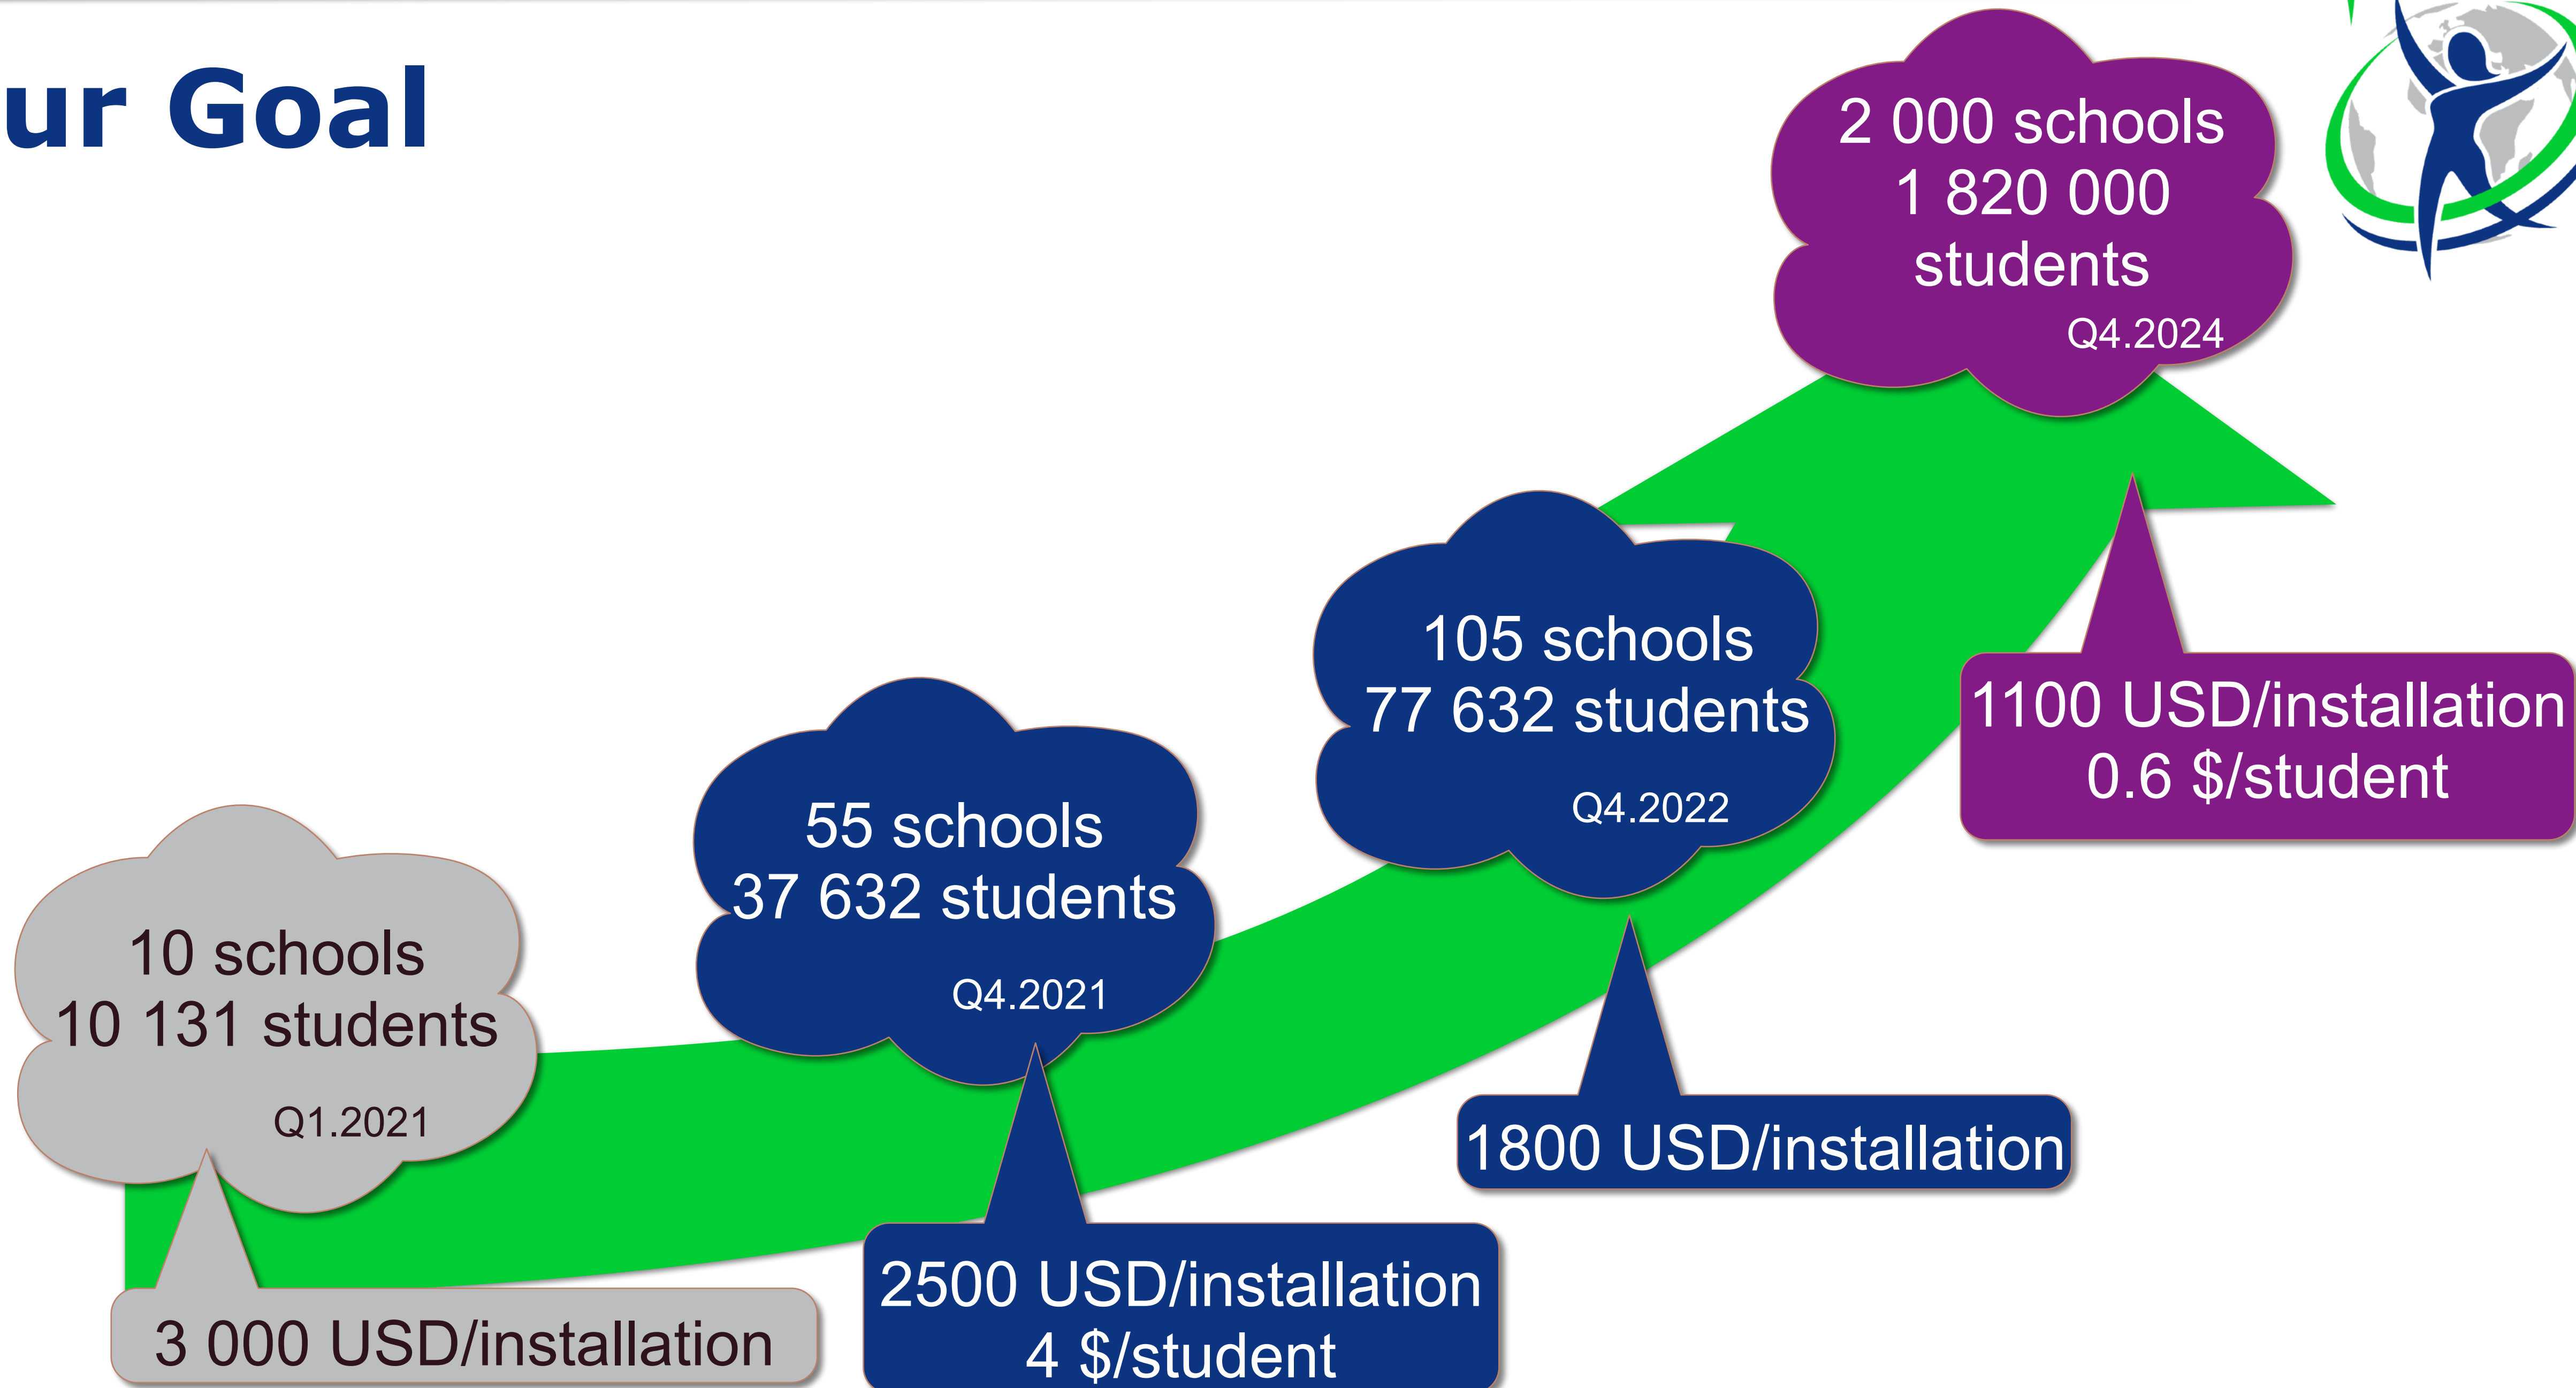 ur Goal
2 000 schools
1 820 000
students
Q4.2024
105 schools
77 632 students
Q4.2022
1100 USD/installation
0.6 $/student
55 schools
37 632 students
Q4.2021
10 schools
10 131 students
Q1.2021
1800 USD/installation
2500 USD/installation
4 $/student
3 000 USD/installation